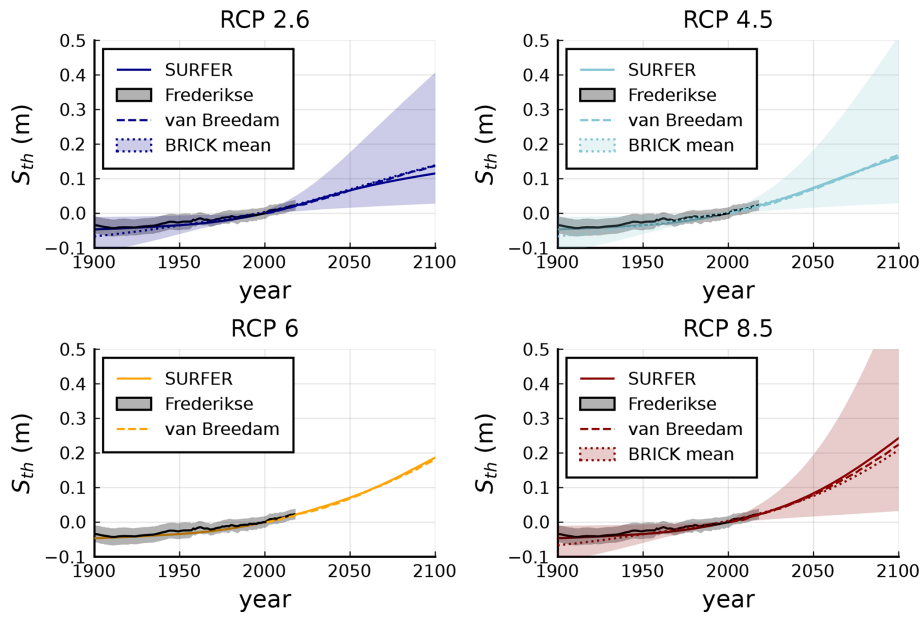 RCP 2.6
0.5
0.4
0.3
0.2
0.1
0.0
−0.1
S_th (m)
SURFER
Frederikse
van Breedam
BRICK mean
1900 1950 2000 2050 2100
year
RCP 4.5
0.5
0.4
0.3
0.2
0.1
0.0
−0.1
S_th (m)
SURFER
Frederikse
van Breedam
BRICK mean
1900 1950 2000 2050 2100
year
RCP 6
0.5
0.4
0.3
0.2
0.1
0.0
−0.1
S_th (m)
SURFER
Frederikse
van Breedam
1900 1950 2000 2050 2100
year
RCP 8.5
0.5
0.4
0.3
0.2
0.1
0.0
−0.1
S_th (m)
SURFER
Frederikse
van Breedam
BRICK mean
1900 1950 2000 2050 2100
year